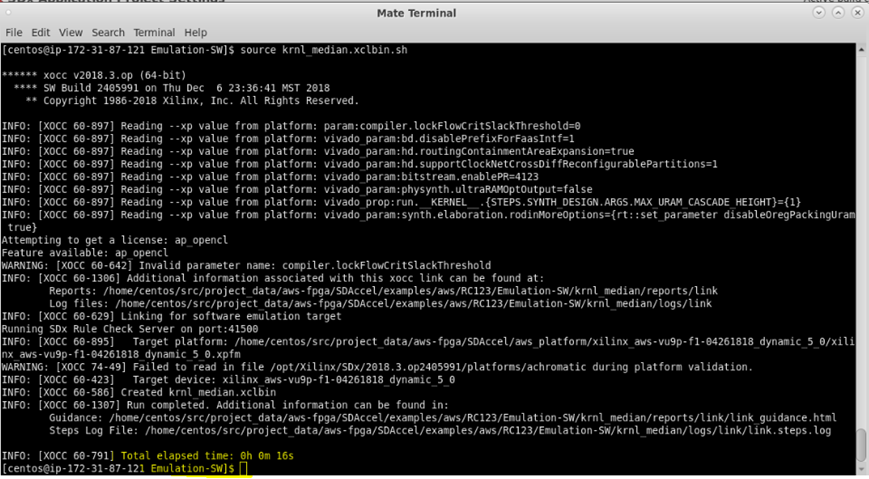 Mate Terminal
File Edit View Search Terminal Help
[centos@ip-172-31-87-121 Emulation-SW]$ source krnl_median.xclbin.sh
****** xocc v2018.3.op (64-bit)
**** SW Build 2405991 on Thu Dec 6 23:36:41 MST 2018
** Copyright 1986-2018 Xilinx, Inc. All Rights Reserved.
INFO: [XOCC 60-897] Reading --xp value from platform: param:compiler.lockFlowCritSlackThreshold=0
INFO: [XOCC 60-897] Reading --xp value from platform: vivado_param:bd.disablePrefixForFaasIntf=1
INFO: [XOCC 60-897] Reading --xp value from platform: vivado_param:hd.routingContainmentAreaExpansion=true
INFO: [XOCC 60-897] Reading --xp value from platform: vivado_param:hd.supportClockNetCrossDiffReconfigurablePartitions=1
INFO: [XOCC 60-897] Reading --xp value from platform: vivado_param:bitstream.enablePR=4123
INFO: [XOCC 60-897] Reading --xp value from platform: vivado_param:physynth.ultraRAMOptOutput=false
INFO: [XOCC 60-897] Reading --xp value from platform: vivado_prop:run.__KERNEL__.{STEPS.SYNTH_DESIGN.ARGS.MAX_URAM_CASCADE_HEIGHT}={1}
INFO: [XOCC 60-897] Reading --xp value from platform: vivado_param:synth.elaboration.rodinMoreOptions={rt::set_parameter disableOregPackingUram
true}
Attempting to get a license: ap_opencl
Feature available: ap_opencl
WARNING: [XOCC 60-642] Invalid parameter name: compiler.lockFlowCritSlackThreshold
INFO: [XOCC 60-1306] Additional information associated with this xocc link can be found at:
Reports: /home/centos/src/project_data/aws-fpga/SDAccel/examples/aws/RC123/Emulation-SW/krnl_median/reports/link
Log files: /home/centos/src/project_data/aws-fpga/SDAccel/examples/aws/RC123/Emulation-SW/krnl_median/logs/link
INFO: [XOCC 60-629] Linking for software emulation target
Running SDx Rule Check Server on port:41500
INFO: [XOCC 60-895] Target platform: /home/centos/src/project_data/aws-fpga/SDAccel/aws_platform/xilinx_aws-vu9p-f1-04261818_dynamic_5_0/xili
nx_aws-vu9p-f1-04261818_dynamic_5_0.xpfm
WARNING: [XOCC 74-49] Failed to read in file /opt/Xilinx/SDx/2018.3.op2405991/platforms/achromatic during platform validation.
INFO: [XOCC 60-423] Target device: xilinx_aws-vu9p-f1-04261818_dynamic_5_0
INFO: [XOCC 60-586] Created krnl_median.xclbin
INFO: [XOCC 60-1307] Run completed. Additional information can be found in:
Guidance: /home/centos/src/project_data/aws-fpga/SDAccel/examples/aws/RC123/Emulation-SW/krnl_median/reports/link/link_guidance.html
Steps Log File: /home/centos/src/project_data/aws-fpga/SDAccel/examples/aws/RC123/Emulation-SW/krnl_median/logs/link/link.steps.log
INFO: [XOCC 60-791] Total elapsed time: 0h 0m 16s
[centos@ip-172-31-87-121 Emulation-SW]$